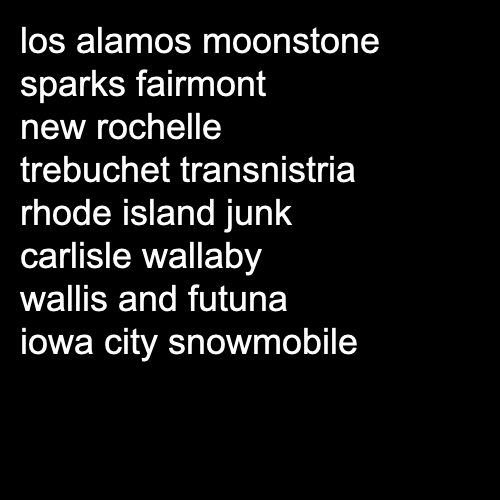 los alamos moonstone
sparks fairmont
new rochelle
trebuchet transnistria
rhode island junk
carlisle wallaby
wallis and futuna
iowa city snowmobile